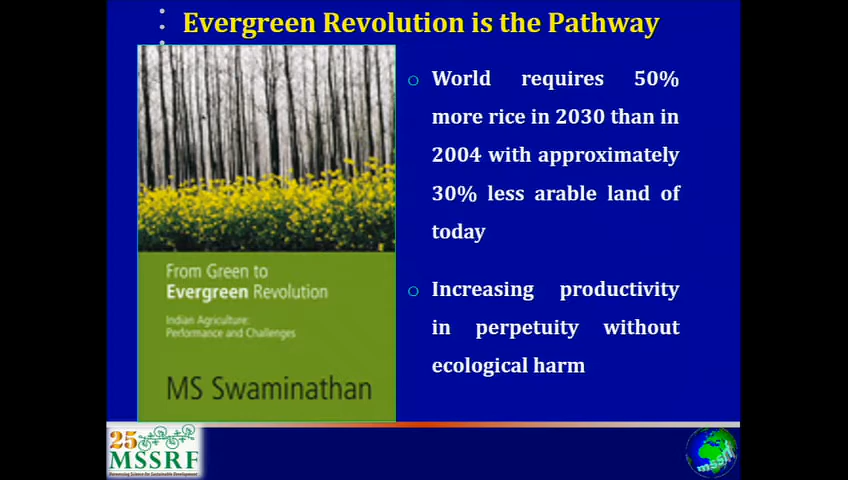 Evergreen Revolution is the Pathway
World requires 50%
more rice in 2030 than in
2004 with approximately
30% less arable land of
today
Increasing productivity
in perpetuity without
ecological harm
From Green to
Evergreen Revolution
Indian Agriculture:
Performance and Challenges
MS Swaminathan
25
MSSRF
mssrf